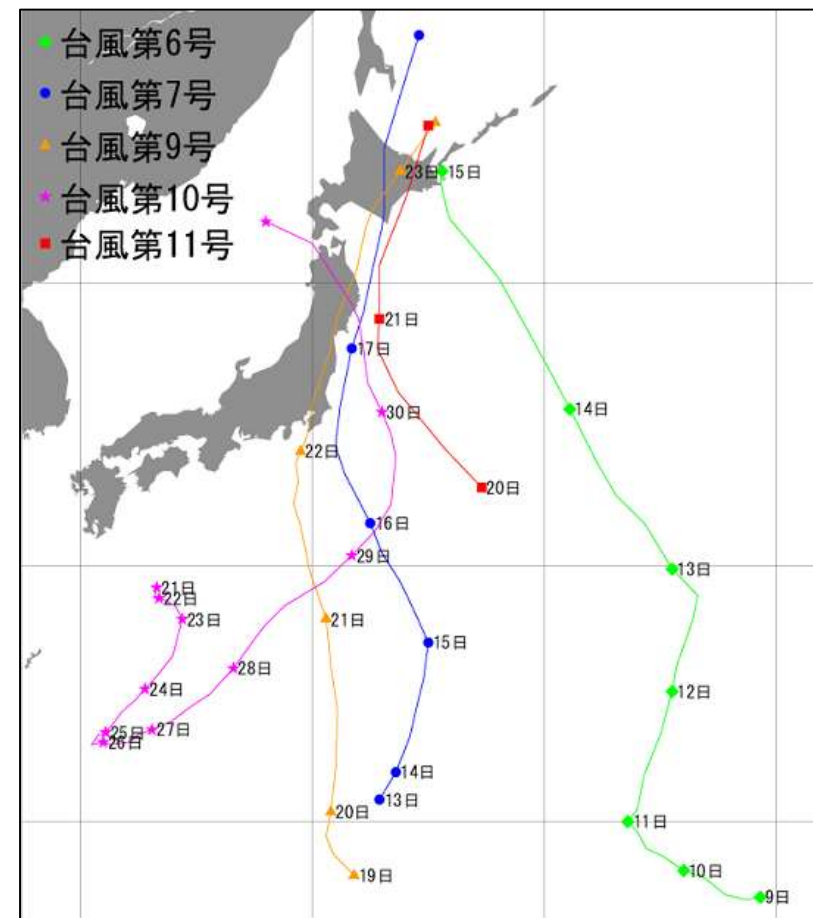 台風第6号
台風第7号
台風第9号
台風第10号
台風第11号
23日
15日
21日
17日
14日
30日
22日
20日
16日
29日
13日
21日
22日
23日
21日
15日
28日
24日
12日
25日
27日
26日
14日
13日
20日
11日
19日
10日
9日